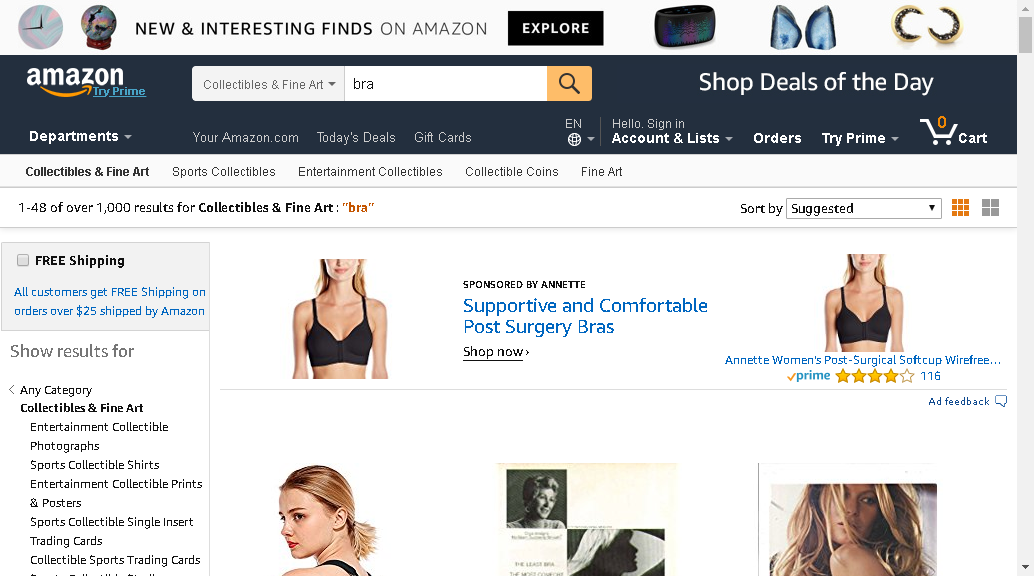 NEW & INTERESTING FINDS ON AMAZON EXPLORE
amazon
Try Prime
Collectibles & Fine Art bra
Shop Deals of the Day
Departments
Your Amazon.com Today's Deals Gift Cards
EN
Hello. Sign in
Account & Lists Orders Try Prime 0 Cart
Collectibles & Fine Art Sports Collectibles Entertainment Collectibles Collectible Coins Fine Art
1-48 of over 1,000 results for Collectibles & Fine Art : "bra"
Sort by Suggested
FREE Shipping
All customers get FREE Shipping on
orders over $25 shipped by Amazon
Show results for
Any Category
Collectibles & Fine Art
Entertainment Collectible
Photographs
Sports Collectible Shirts
Entertainment Collectible Prints
& Posters
Sports Collectible Single Insert
Trading Cards
Collectible Sports Trading Cards
SPONSORED BY ANNETTE
Supportive and Comfortable
Post Surgery Bras
Shop now ›
Annette Women's Post-Surgical Softcup Wirefree...
prime 116
Ad feedback
THE LEAST BRA...